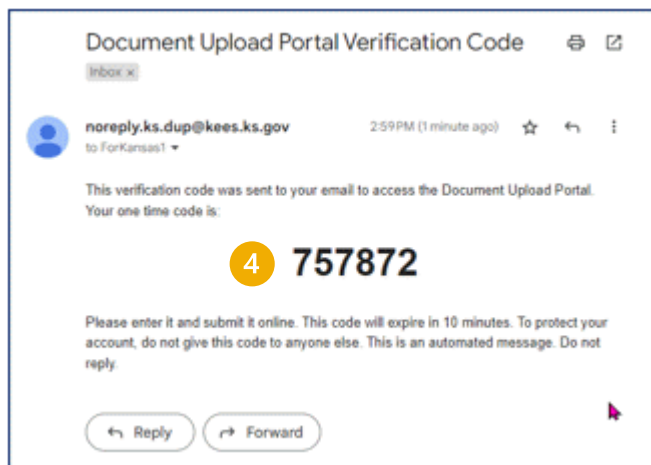 Document Upload Portal Verification Code
Inbox x
noreply.ks.dup@kees.ks.gov 2:59 PM (1 minute ago)
to ForKansas1
This verification code was sent to your email to access the Document Upload Portal.
Your one time code is:
4 757872
Please enter it and submit it online. This code will expire in 10 minutes. To protect your
account, do not give this code to anyone else. This is an automated message. Do not
reply.
Reply Forward